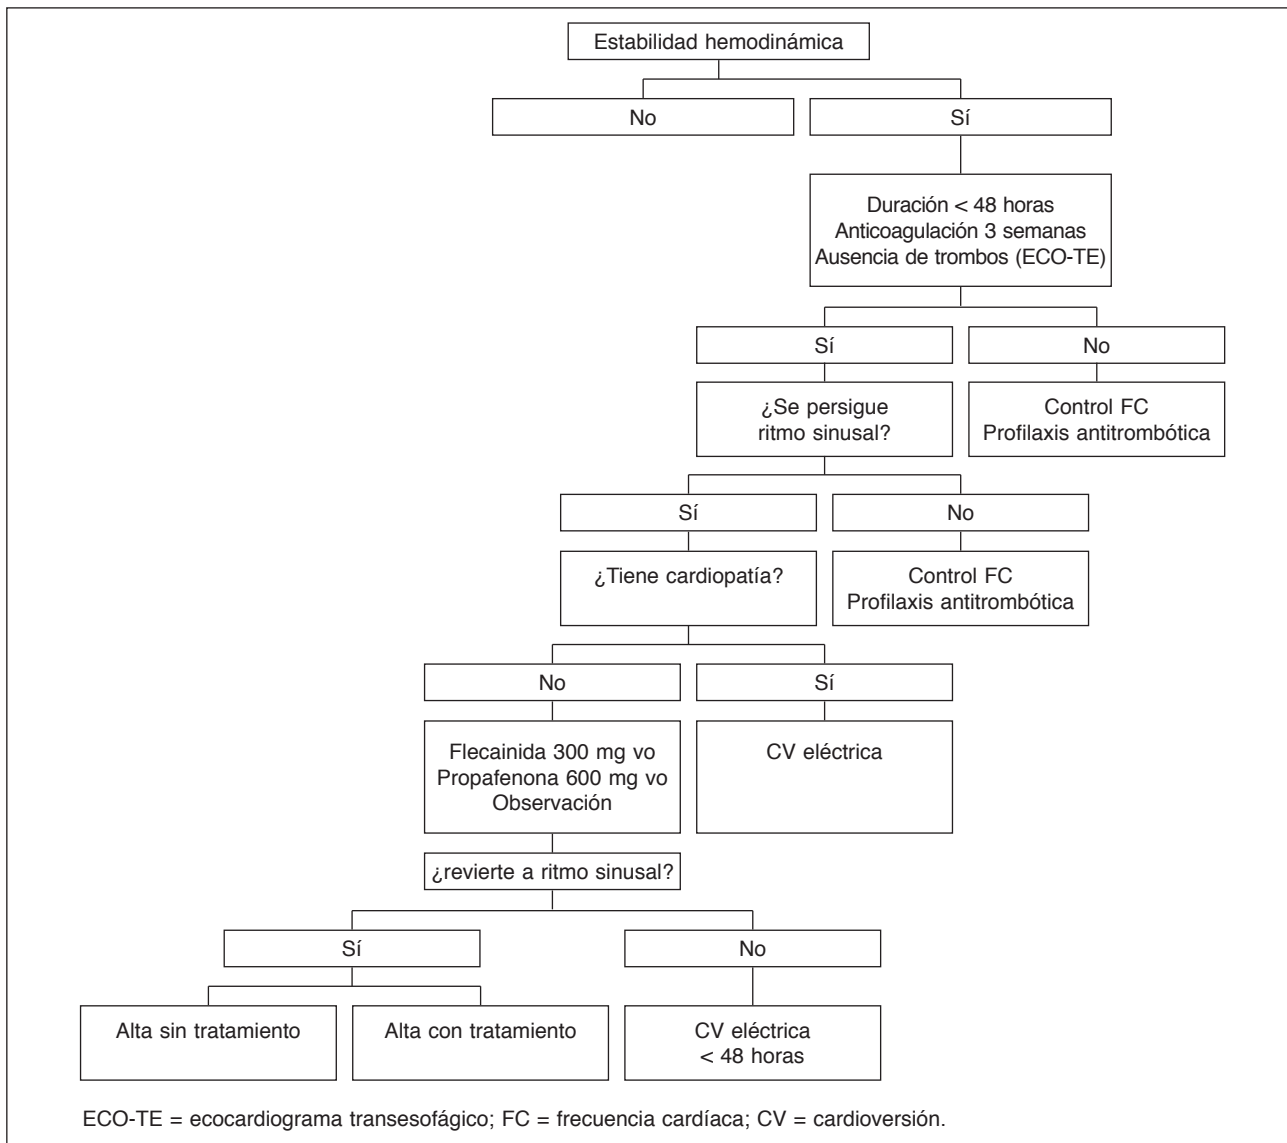 Estabilidad hemodinámica
No
Sí
Duración < 48 horas
Anticoagulación 3 semanas
Ausencia de trombos (ECO-TE)
Sí
No
¿Se persigue
ritmo sinusal?
Control FC
Profilaxis antitrombótica
Sí
No
¿Tiene cardiopatía?
Control FC
Profilaxis antitrombótica
No
Sí
Flecainida 300 mg vo
Propafenona 600 mg vo
Observación
CV eléctrica
¿revierte a ritmo sinusal?
Sí
No
Alta sin tratamiento
Alta con tratamiento
CV eléctrica
< 48 horas
ECO-TE = ecocardiograma transesofágico; FC = frecuencia cardíaca; CV = cardioversión.